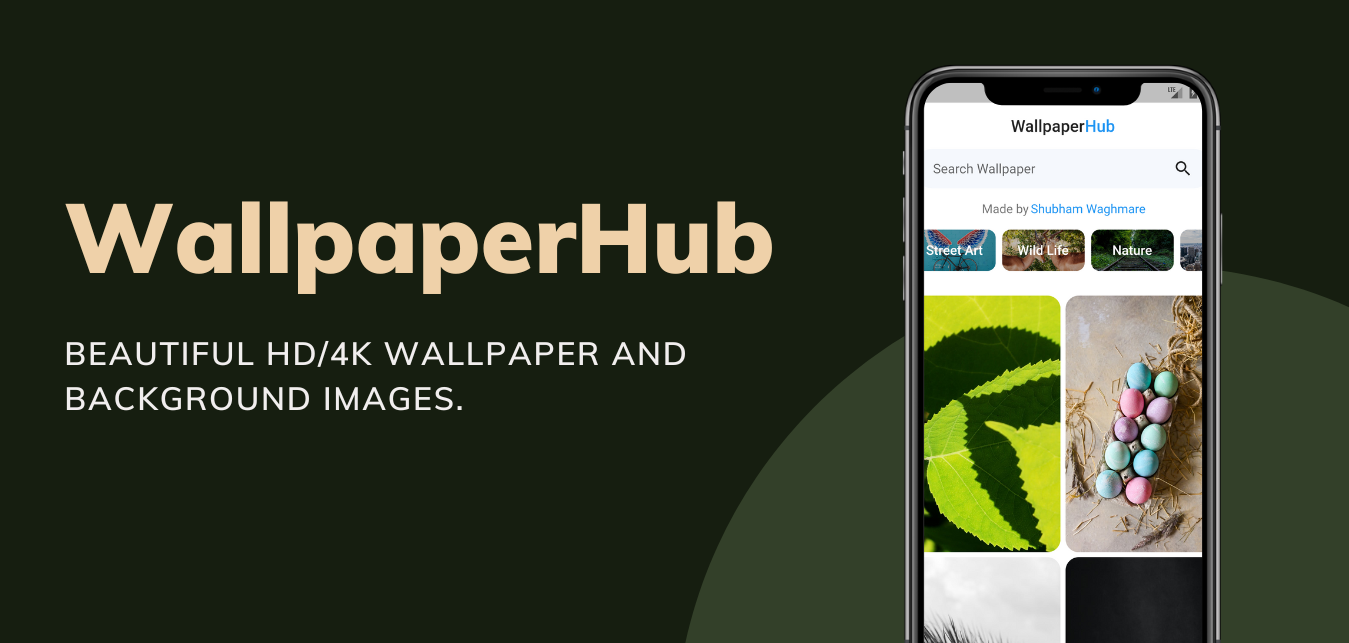 WallpaperHub
BEAUTIFUL HD/4K WALLPAPER AND
BACKGROUND IMAGES.
LTE
WallpaperHub
Search Wallpaper
Made by Shubham Waghmare
Street Art
Wild Life
Nature